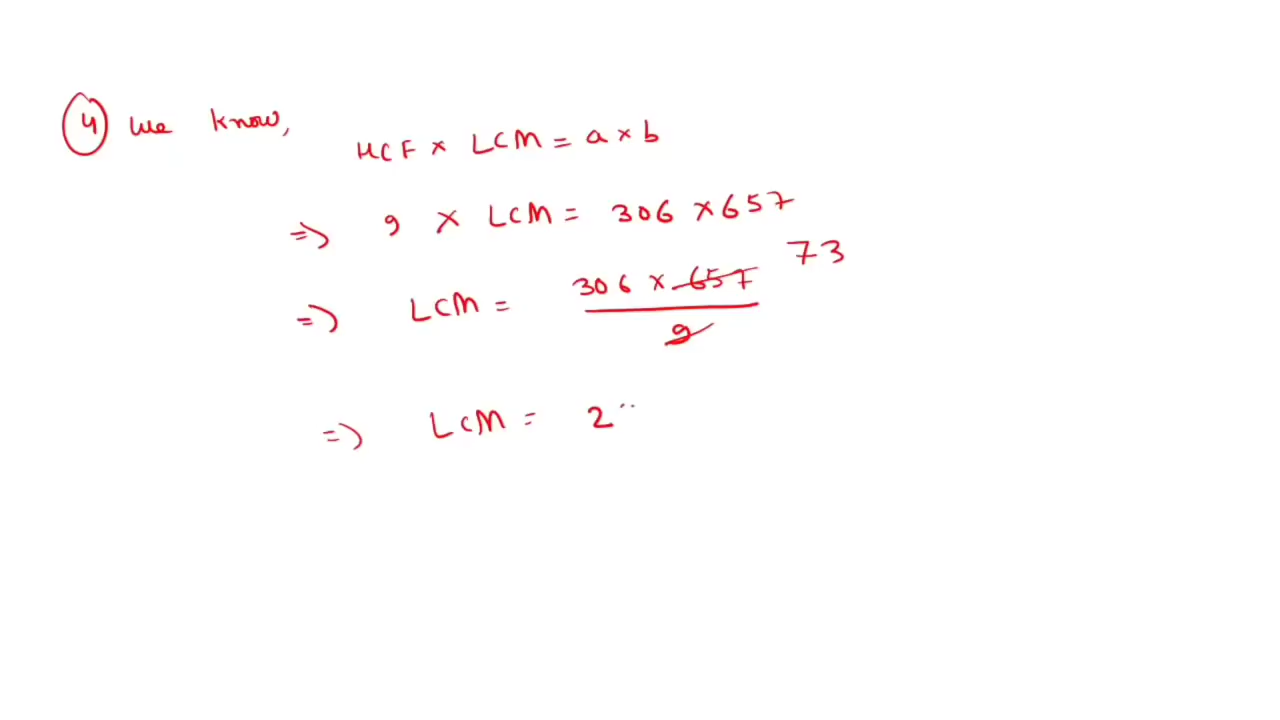 4 We know,
HCF × LCM = a × b
=> 9 × LCM = 306 × 657
73
=> LCM = 306 × 657 / 9
=> LCM = 2